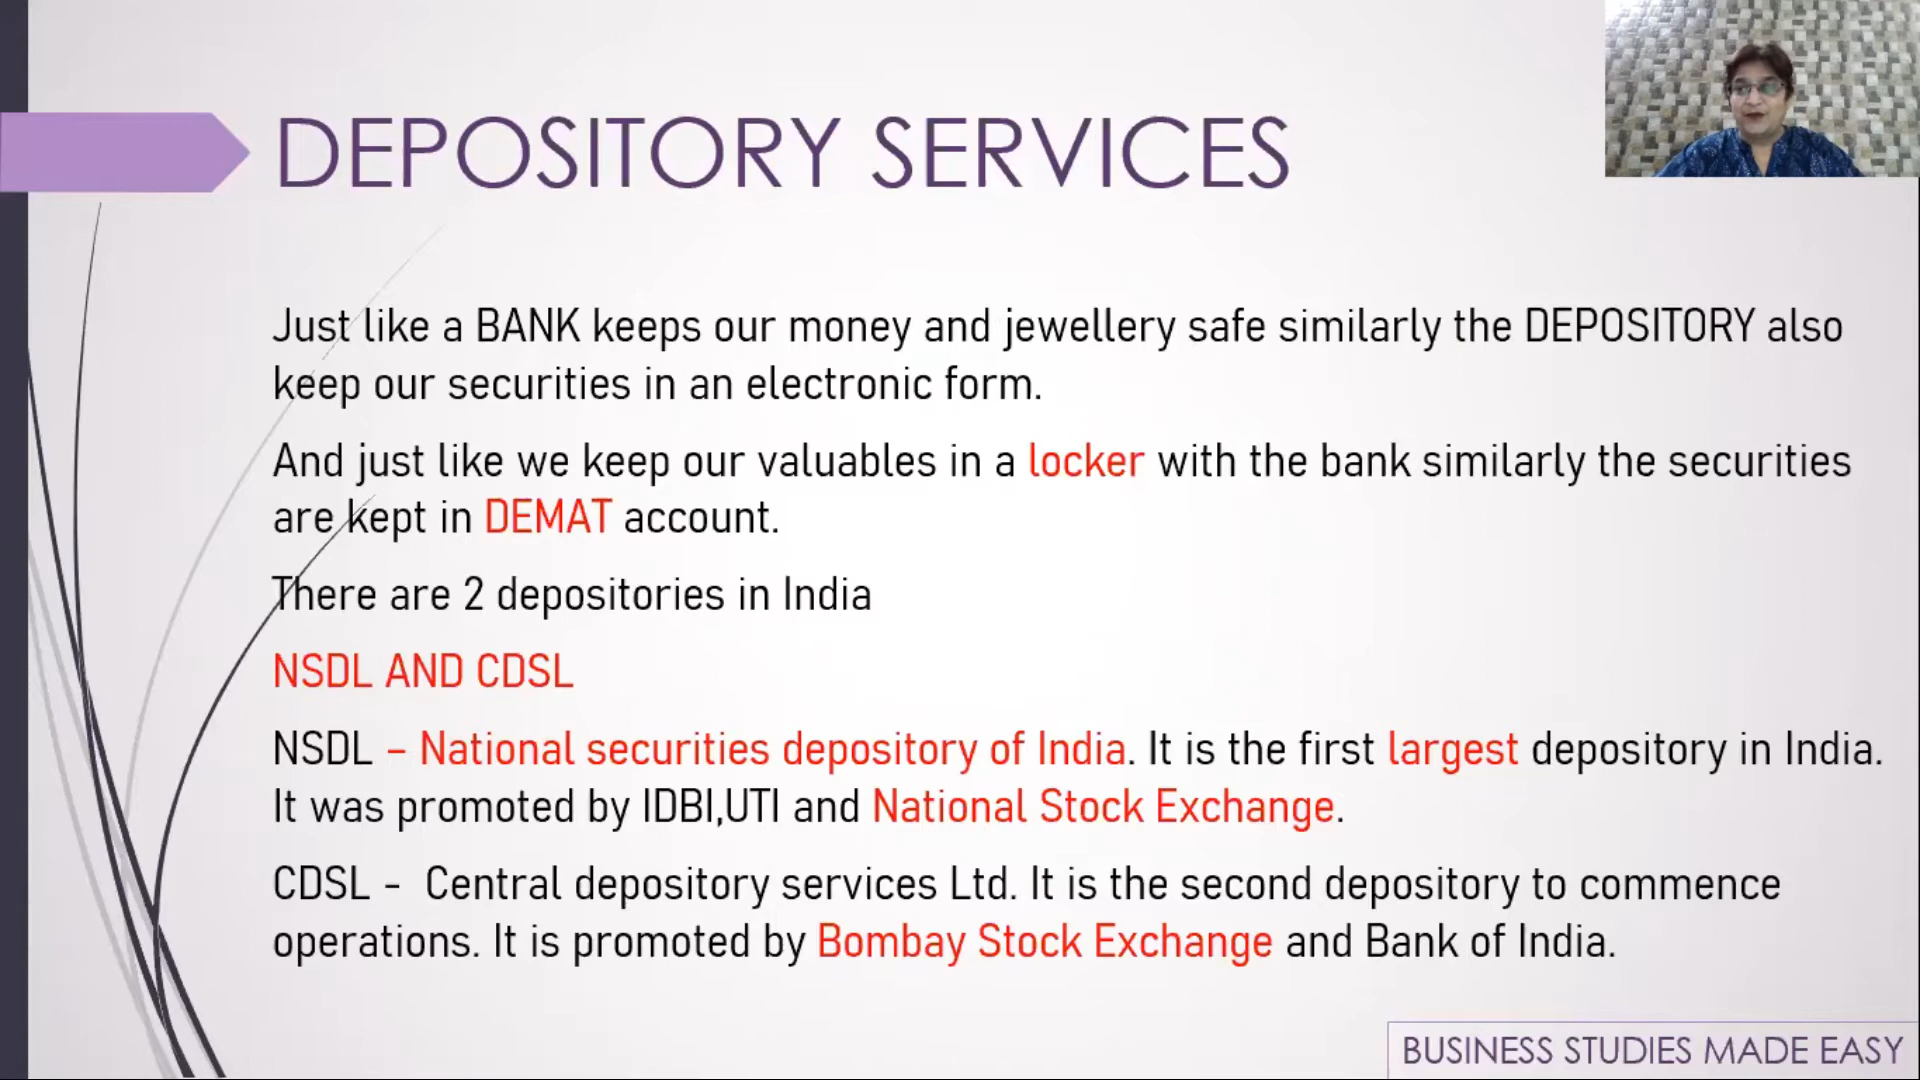 DEPOSITORY SERVICES
Just like a BANK keeps our money and jewellery safe similarly the DEPOSITORY also
keep our securities in an electronic form.
And just like we keep our valuables in a locker with the bank similarly the securities
are kept in DEMAT account.
There are 2 depositories in India
NSDL AND CDSL
NSDL – National securities depository of India. It is the first largest depository in India.
It was promoted by IDBI,UTI and National Stock Exchange.
CDSL - Central depository services Ltd. It is the second depository to commence
operations. It is promoted by Bombay Stock Exchange and Bank of India.
BUSINESS STUDIES MADE EASY